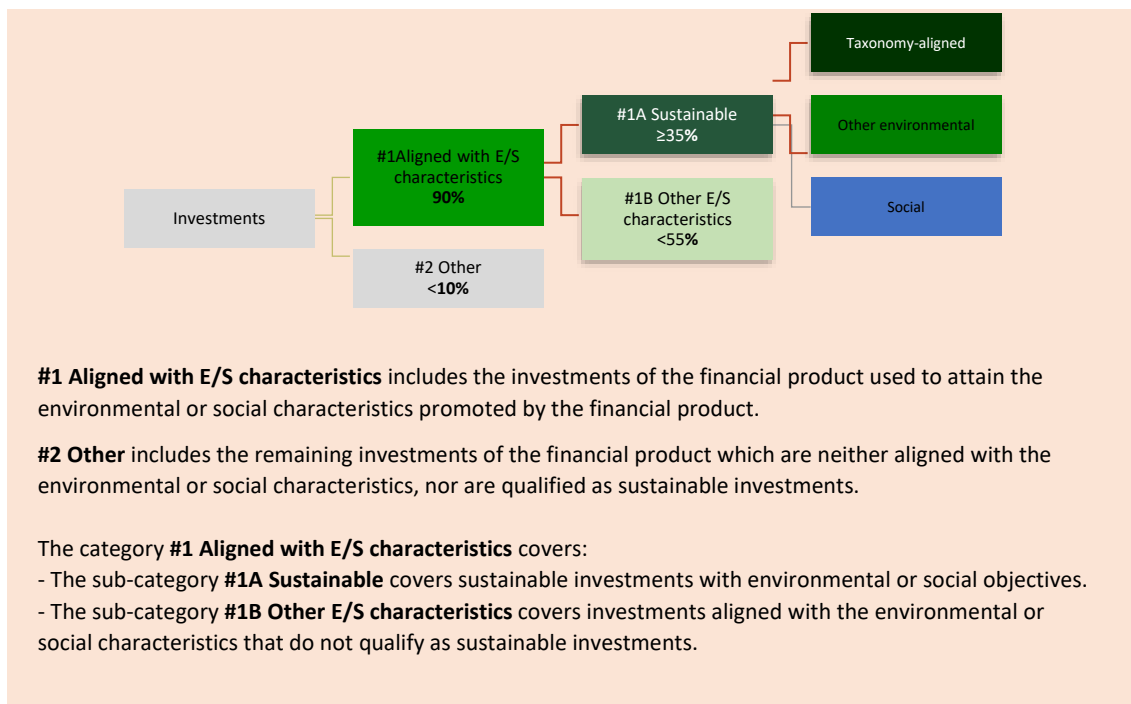 Taxonomy-aligned
#1A Sustainable
≥35%
Other environmental
#1Aligned with E/S
characteristics
90%
#1B Other E/S
characteristics
<55%
Social
Investments
#2 Other
<10%
#1 Aligned with E/S characteristics includes the investments of the financial product used to attain the
environmental or social characteristics promoted by the financial product.
#2 Other includes the remaining investments of the financial product which are neither aligned with the
environmental or social characteristics, nor are qualified as sustainable investments.
The category #1 Aligned with E/S characteristics covers:
- The sub-category #1A Sustainable covers sustainable investments with environmental or social objectives.
- The sub-category #1B Other E/S characteristics covers investments aligned with the environmental or
social characteristics that do not qualify as sustainable investments.